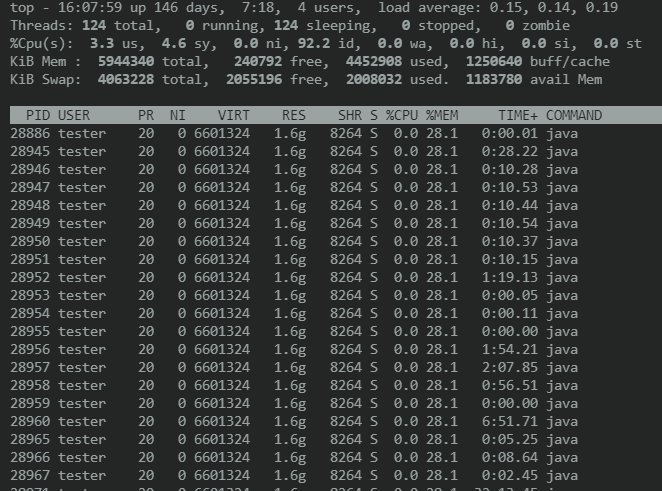 top - 16:07:59 up 146 days,  7:18,  4 users,  load average: 0.15, 0.14, 0.19
Threads: 124 total,   0 running, 124 sleeping,   0 stopped,   0 zombie
%Cpu(s):  3.3 us,  4.6 sy,  0.0 ni, 92.2 id,  0.0 wa,  0.0 hi,  0.0 si,  0.0 st
KiB Mem :  5944340 total,   240792 free,  4452908 used,  1250640 buff/cache
KiB Swap:  4063228 total,  2055196 free,  2008032 used.  1183780 avail Mem
PID USER      PR  NI    VIRT    RES    SHR S %CPU %MEM     TIME+ COMMAND
28886 tester    20   0 6601324   1.6g   8264 S  0.0 28.1   0:00.01 java
28945 tester    20   0 6601324   1.6g   8264 S  0.0 28.1   0:28.22 java
28946 tester    20   0 6601324   1.6g   8264 S  0.0 28.1   0:10.28 java
28947 tester    20   0 6601324   1.6g   8264 S  0.0 28.1   0:10.53 java
28948 tester    20   0 6601324   1.6g   8264 S  0.0 28.1   0:10.44 java
28949 tester    20   0 6601324   1.6g   8264 S  0.0 28.1   0:10.54 java
28950 tester    20   0 6601324   1.6g   8264 S  0.0 28.1   0:10.37 java
28951 tester    20   0 6601324   1.6g   8264 S  0.0 28.1   0:10.15 java
28952 tester    20   0 6601324   1.6g   8264 S  0.0 28.1   1:19.13 java
28953 tester    20   0 6601324   1.6g   8264 S  0.0 28.1   0:00.05 java
28954 tester    20   0 6601324   1.6g   8264 S  0.0 28.1   0:00.11 java
28955 tester    20   0 6601324   1.6g   8264 S  0.0 28.1   0:00.00 java
28956 tester    20   0 6601324   1.6g   8264 S  0.0 28.1   1:54.21 java
28957 tester    20   0 6601324   1.6g   8264 S  0.0 28.1   2:07.85 java
28958 tester    20   0 6601324   1.6g   8264 S  0.0 28.1   0:56.51 java
28959 tester    20   0 6601324   1.6g   8264 S  0.0 28.1   0:00.00 java
28960 tester    20   0 6601324   1.6g   8264 S  0.0 28.1   6:51.71 java
28965 tester    20   0 6601324   1.6g   8264 S  0.0 28.1   0:05.25 java
28966 tester    20   0 6601324   1.6g   8264 S  0.0 28.1   0:08.64 java
28967 tester    20   0 6601324   1.6g   8264 S  0.0 28.1   0:02.45 java